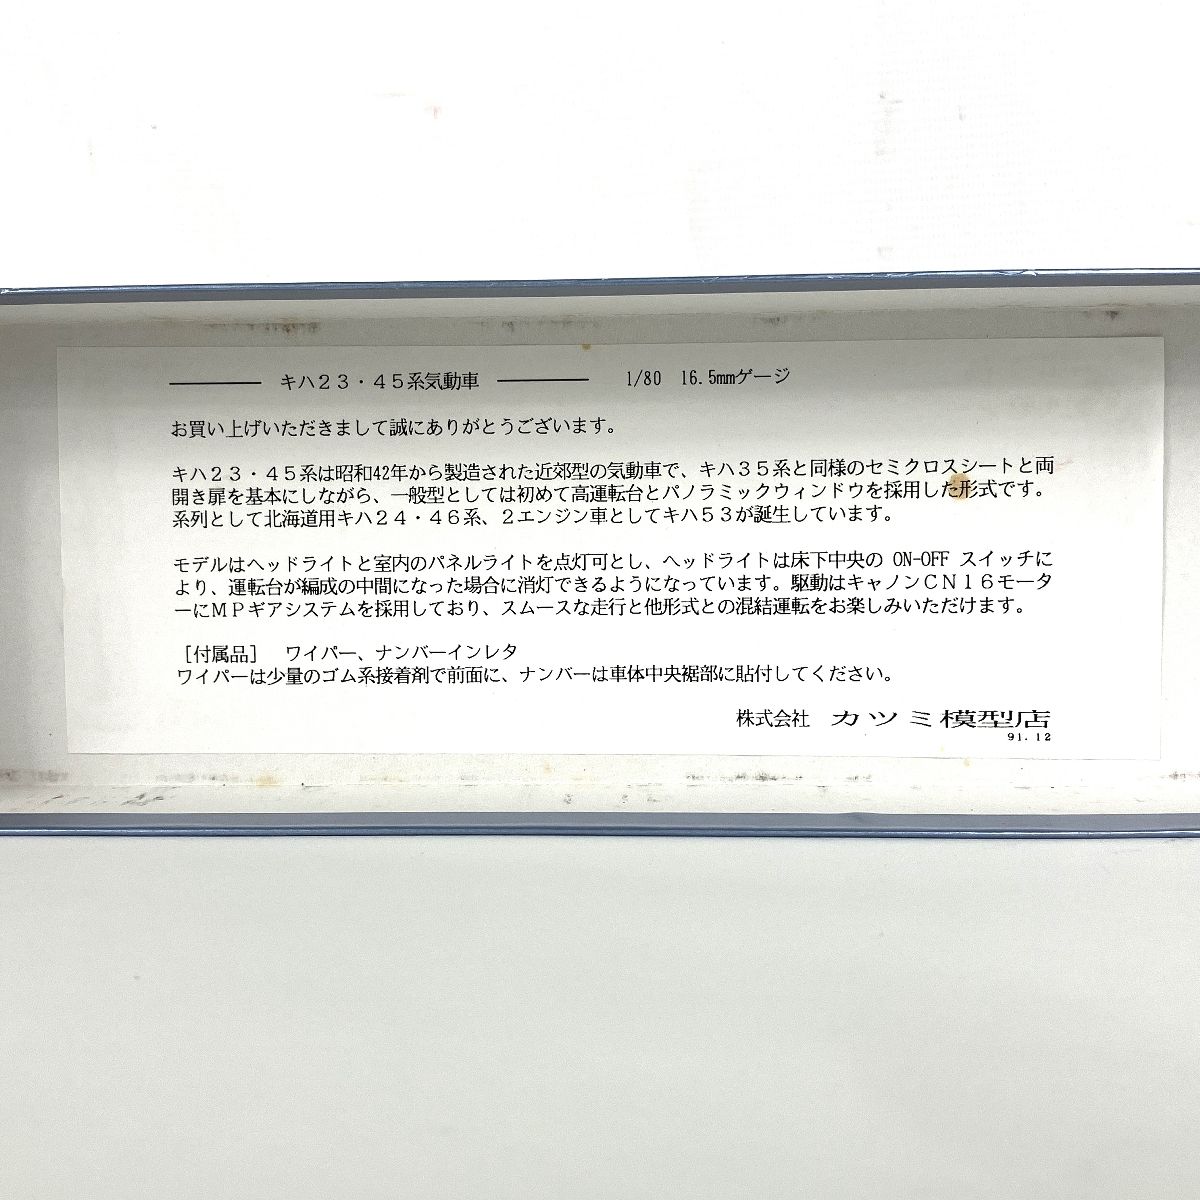 キハ２３・４５系気動車　1/80　16.5mmゲージ
お買い上げいただきまして誠にありがとうございます。
キハ２３・４５系は昭和42年から製造された近郊型の気動車で、キハ３５系と同様のセミクロスシートと両
開き扉を基本にしながら、一般型としては初めて高運転台とパノラミックウィンドウを採用した形式です。
系列として北海道用キハ２４・４６系、２エンジン車としてキハ５３が誕生しています。
モデルはヘッドライトと室内のパネルライトを点灯可とし、ヘッドライトは床下中央の ON-OFF スイッチに
より、運転台が編成の中間になった場合に消灯できるようになっています。駆動はキャノンＣＮ１６モータ
ーにＭＰギアシステムを採用しており、スムースな走行と他形式との混結運転をお楽しみいただけます。
［付属品］　ワイパー、ナンバーインレタ
ワイパーは少量のゴム系接着剤で前面に、ナンバーは車体中央裾部に貼付してください。
株式会社　カツミ模型店
91.12